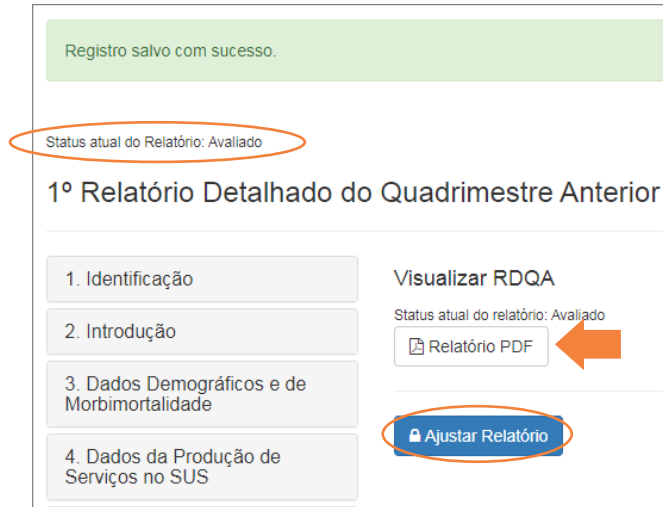 Registro salvo com sucesso.
Status atual do Relatório: Avaliado
1º Relatório Detalhado do Quadrimestre Anterior
1. Identificação
2. Introdução
3. Dados Demográficos e de
Morbimortalidade
4. Dados da Produção de
Serviços no SUS
Visualizar RDQA
Status atual do relatório: Avaliado
Relatório PDF
Ajustar Relatório